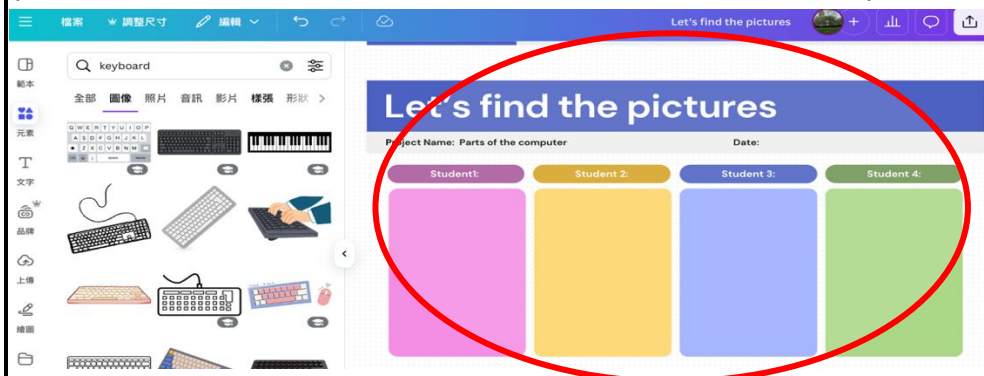 檔案 調整尺寸 編輯 Let's find the pictures
範本
元素
文字
品牌
上傳
繪圖
keyboard
全部 圖像 照片 音訊 影片 樣張 形狀
Q W E R T Y U I O P
A S D F G H J K L
Z X C V B N M
Let's find the pictures
Project Name: Parts of the computer Date:
Student1: Student 2: Student 3: Student 4: